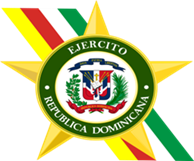 EJERCITO
· REPUBLICA DOMINICANA ·